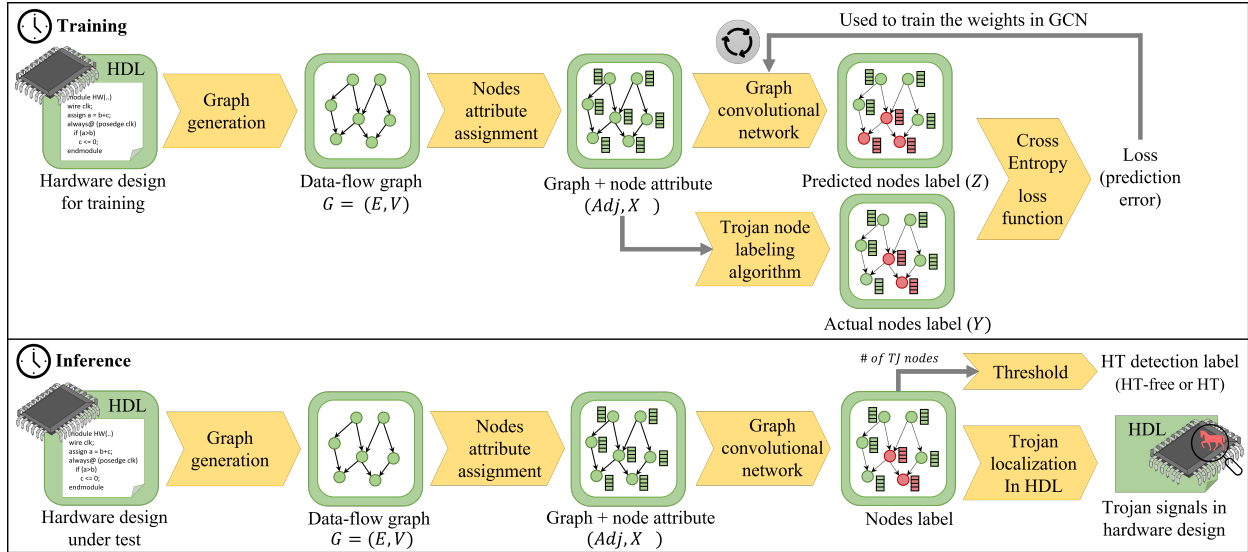 Training
Used to train the weights in GCN
HDL
module HW(..)
wire clk;
assign a = b+c;
always@ (posedge clk)
if (a>b)
c <= 0;
endmodule
Hardware design
for training
Graph
generation
Data-flow graph
G = (E, V)
Nodes
attribute
assignment
Graph + node attribute
(Adj, X )
Graph
convolutional
network
Predicted nodes label (Z)
Trojan node
labeling
algorithm
Actual nodes label (Y)
Cross
Entropy
loss
function
Loss
(prediction
error)
Inference
HDL
module HW(..)
wire clk;
assign a = b+c;
always@ (posedge clk)
if (a>b)
c <= 0;
endmodule
Hardware design
under test
Graph
generation
Data-flow graph
G = (E, V)
Nodes
attribute
assignment
Graph + node attribute
(Adj, X )
Graph
convolutional
network
Nodes label
# of TJ nodes
Threshold
HT detection label
(HT-free or HT)
Trojan
localization
In HDL
HDL
Trojan signals in
hardware design